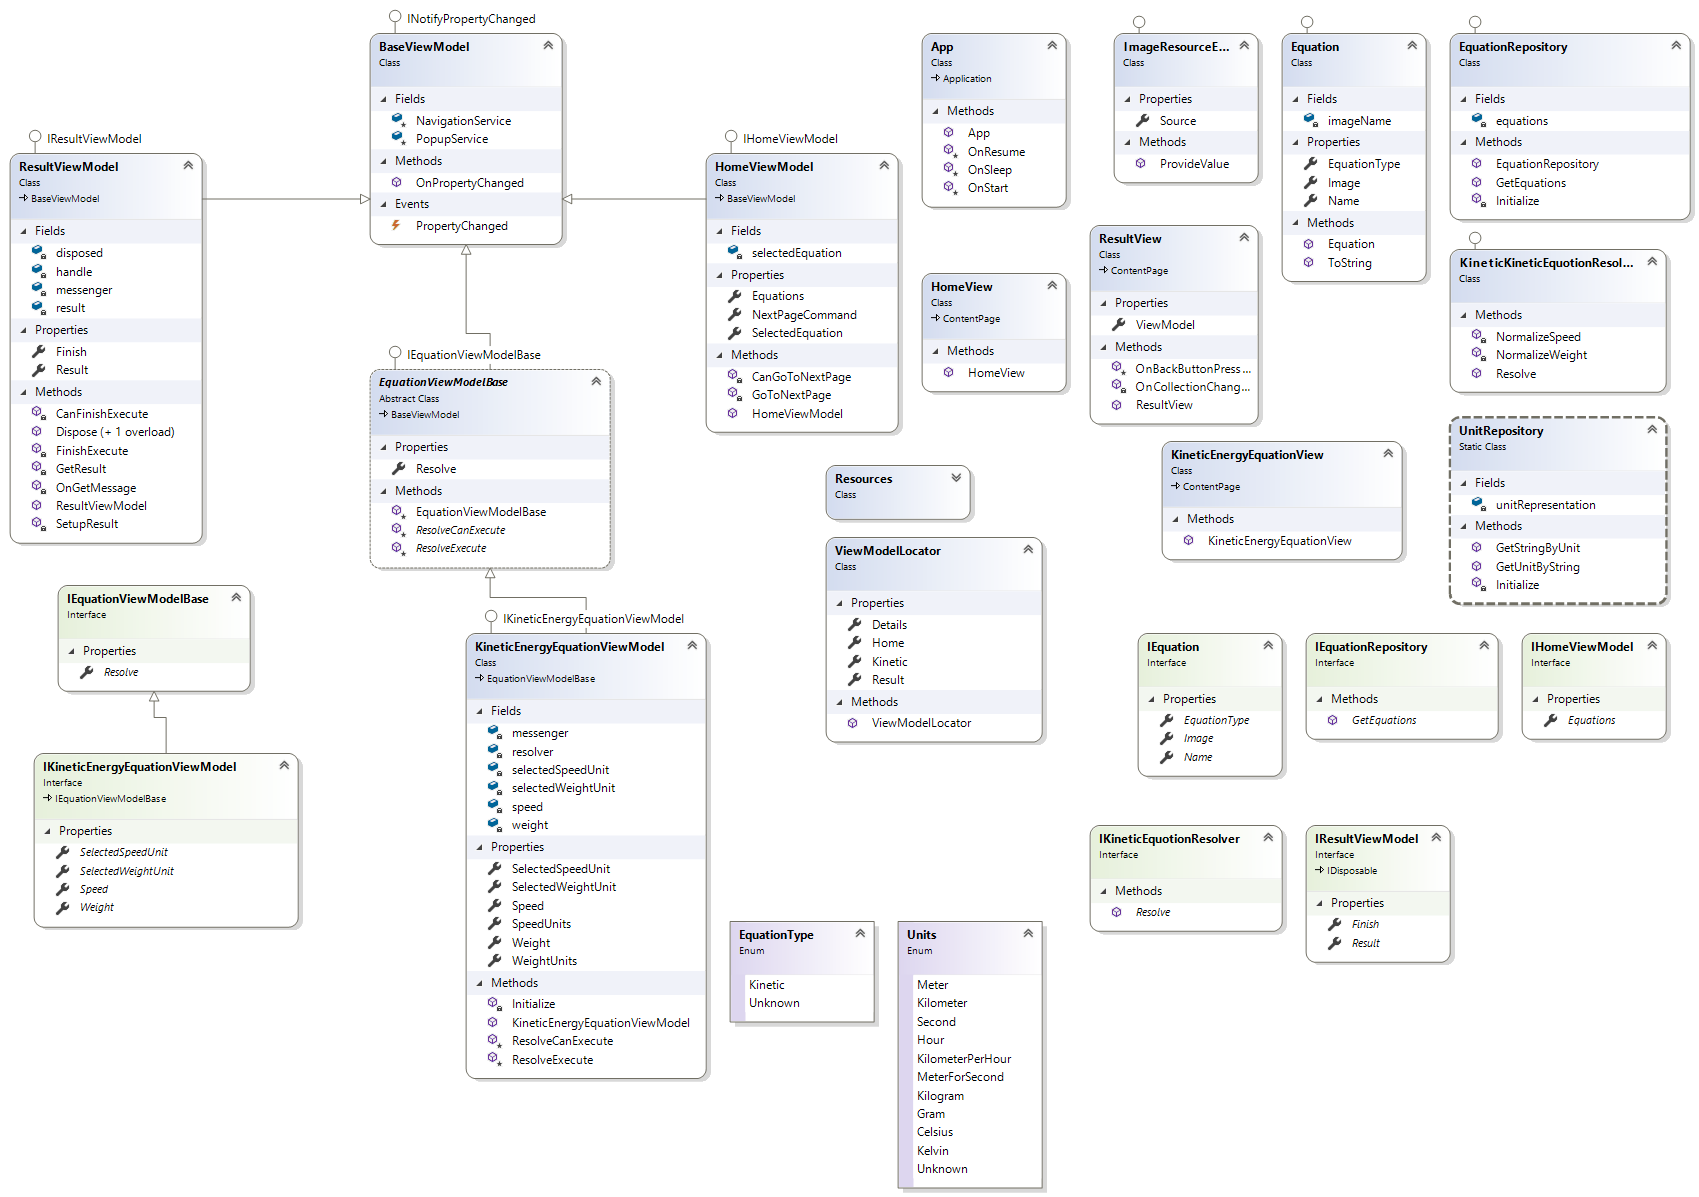 INotifyPropertyChanged
BaseViewModel
Class
Fields
NavigationService
PopupService
Methods
OnPropertyChanged
Events
PropertyChanged
IResultViewModel
ResultViewModel
Class
BaseViewModel
Fields
disposed
handle
messenger
result
Properties
Finish
Result
Methods
CanFinishExecute
Dispose (+ 1 overload)
FinishExecute
GetResult
OnGetMessage
ResultViewModel
SetupResult
IHomeViewModel
HomeViewModel
Class
BaseViewModel
Fields
selectedEquation
Properties
Equations
NextPageCommand
SelectedEquation
Methods
CanGoToNextPage
GoToNextPage
HomeViewModel
IEquationViewModelBase
EquationViewModelBase
Abstract Class
BaseViewModel
Properties
Resolve
Methods
EquationViewModelBase
ResolveCanExecute
ResolveExecute
IEquationViewModelBase
Interface
Properties
Resolve
IKineticEnergyEquationViewModel
Interface
IEquationViewModelBase
Properties
SelectedSpeedUnit
SelectedWeightUnit
Speed
Weight
IKineticEnergyEquationViewModel
KineticEnergyEquationViewModel
Class
EquationViewModelBase
Fields
messenger
resolver
selectedSpeedUnit
selectedWeightUnit
speed
weight
Properties
SelectedSpeedUnit
SelectedWeightUnit
Speed
SpeedUnits
Weight
WeightUnits
Methods
Initialize
KineticEnergyEquationViewModel
ResolveCanExecute
ResolveExecute
App
Class
Application
Methods
App
OnResume
OnSleep
OnStart
HomeView
Class
ContentPage
Methods
HomeView
Resources
Class
ViewModelLocator
Class
Properties
Details
Home
Kinetic
Result
Methods
ViewModelLocator
EquationType
Enum
Kinetic
Unknown
Units
Enum
Meter
Kilometer
Second
Hour
KilometerPerHour
MeterForSecond
Kilogram
Gram
Celsius
Kelvin
Unknown
ImageResourceE...
Class
Properties
Source
Methods
ProvideValue
ResultView
Class
ContentPage
Properties
ViewModel
Methods
OnBackButtonPress...
OnCollectionChang...
ResultView
Equation
Class
Fields
imageName
Properties
EquationType
Image
Name
Methods
Equation
ToString
EquationRepository
Class
Fields
equations
Methods
EquationRepository
GetEquations
Initialize
KineticKineticEquotionResol...
Class
Methods
NormalizeSpeed
NormalizeWeight
Resolve
KineticEnergyEquationView
Class
ContentPage
Methods
KineticEnergyEquationView
UnitRepository
Static Class
Fields
unitRepresentation
Methods
GetStringByUnit
GetUnitByString
Initialize
IEquation
Interface
Properties
EquationType
Image
Name
IEquationRepository
Interface
Methods
GetEquations
IHomeViewModel
Interface
Properties
Equations
IKineticEquotionResolver
Interface
Methods
Resolve
IResultViewModel
Interface
IDisposable
Properties
Finish
Result